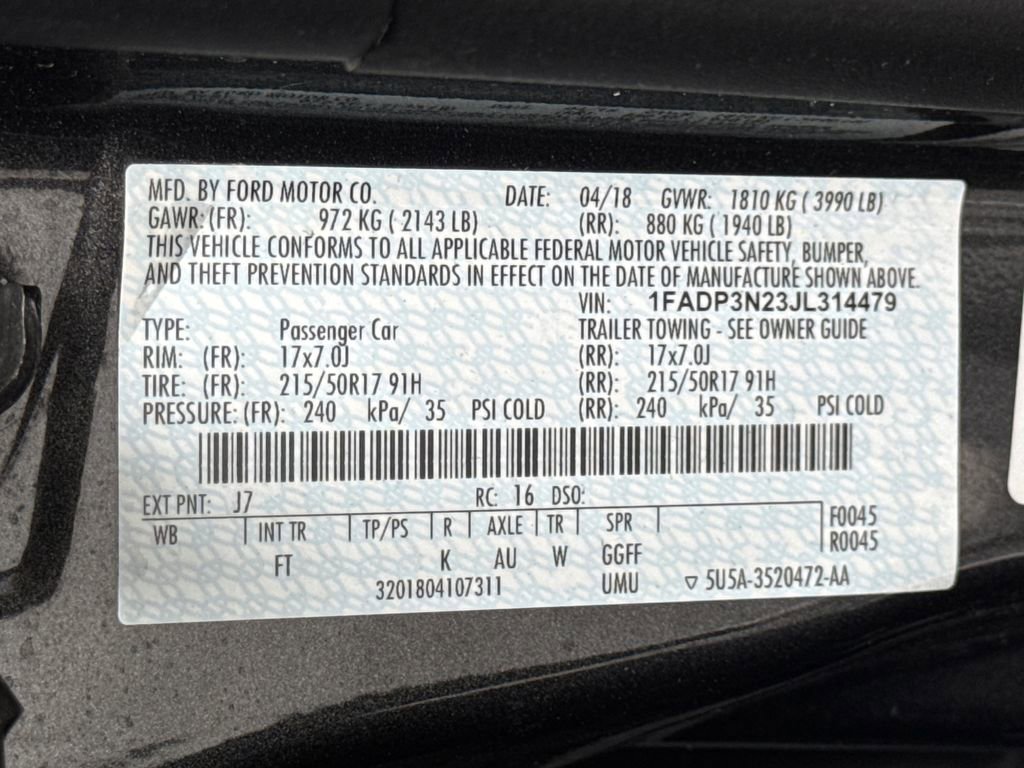 MFD. BY FORD MOTOR CO. DATE: 04/18 GVWR: 1810 KG ( 3990 LB)
GAWR: (FR): 972 KG ( 2143 LB) (RR): 880 KG ( 1940 LB)
THIS VEHICLE CONFORMS TO ALL APPLICABLE FEDERAL MOTOR VEHICLE SAFETY, BUMPER,
AND THEFT PREVENTION STANDARDS IN EFFECT ON THE DATE OF MANUFACTURE SHOWN ABOVE.
VIN: 1FADP3N23JL314479
TYPE: Passenger Car TRAILER TOWING - SEE OWNER GUIDE
RIM: (FR): 17x7.0J (RR): 17x7.0J
TIRE: (FR): 215/50R17 91H (RR): 215/50R17 91H
PRESSURE: (FR): 240 kPa/ 35 PSI COLD (RR): 240 kPa/ 35 PSI COLD
EXT PNT: J7 RC: 16 DSO:
WB INT TR TP/PS R AXLE TR SPR F0045
FT K AU W GGFF R0045
3201804107311 UMU ▽ 5U5A-3520472-AA